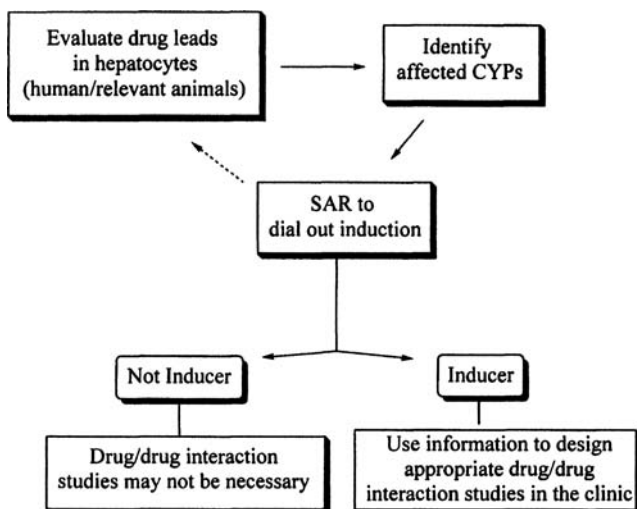 Evaluate drug leads
in hepatocytes
(human/relevant animals)
Identify
affected CYPs
SAR to
dial out induction
Not Inducer
Inducer
Drug/drug interaction
studies may not be necessary
Use information to design
appropriate drug/drug
interaction studies in the clinic